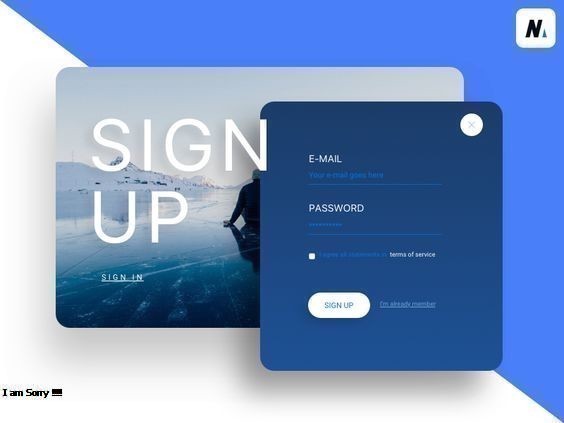 N
SIGN
UP
SIGN IN
E-MAIL
Your e-mail goes here
PASSWORD
**********
I agree all statements in terms of service
SIGN UP
I'm already member
I am Sorry !!!!